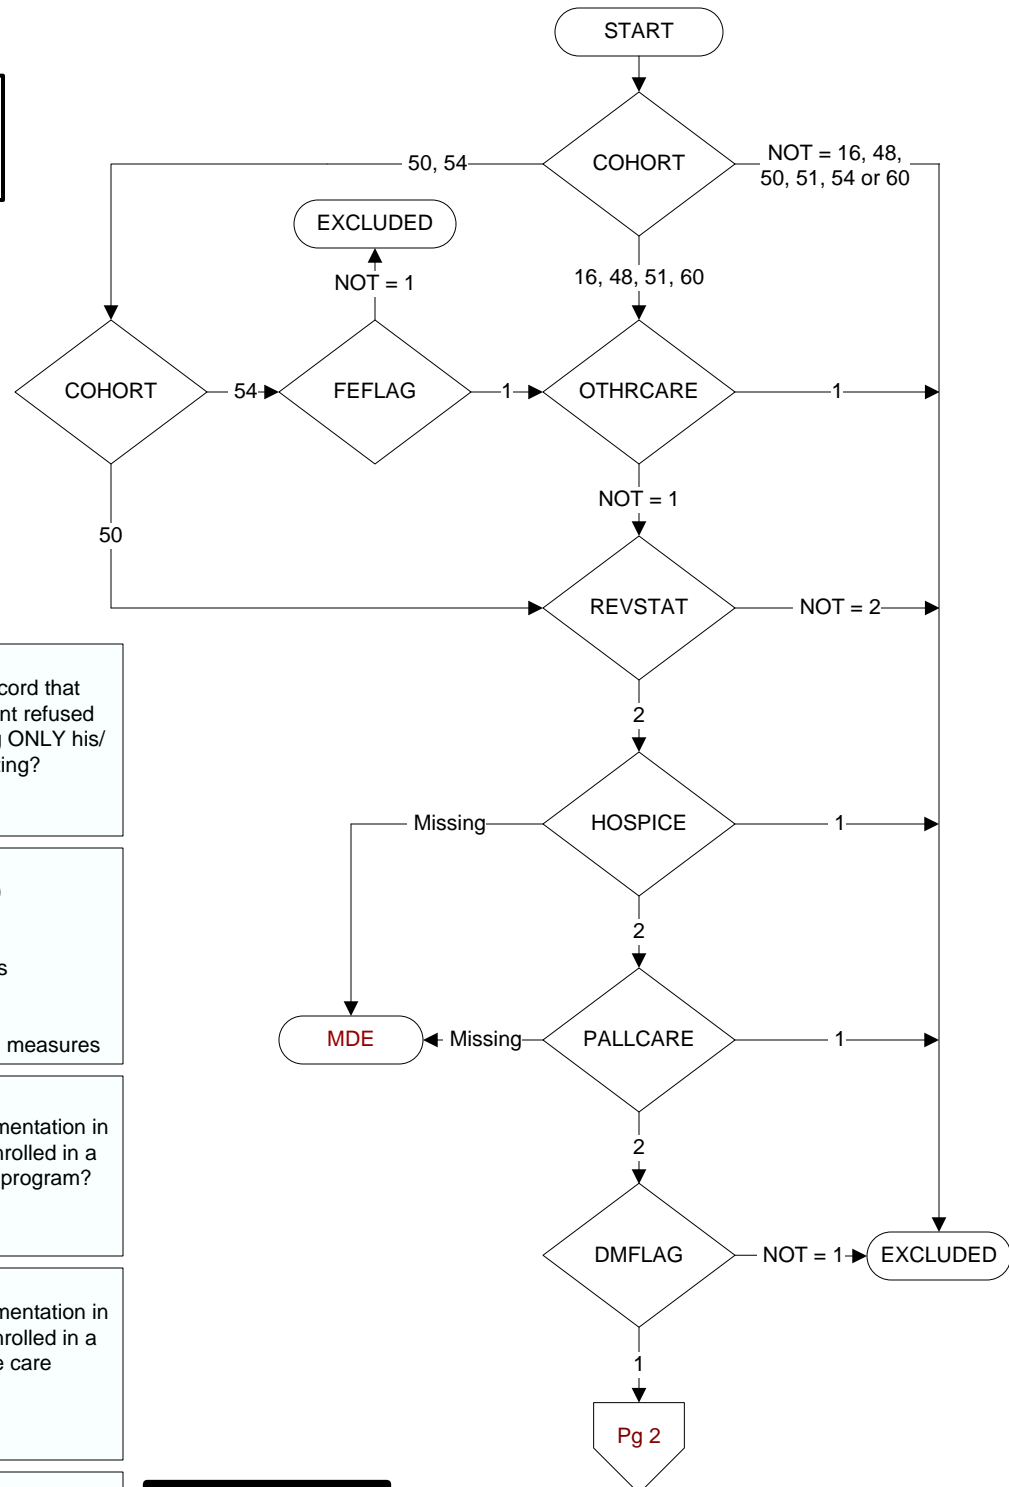 START
COHORT
50, 54
NOT = 16, 48,
50, 51, 54 or 60
EXCLUDED
NOT = 1
16, 48, 51, 60
COHORT
54
FEFLAG
1
OTHRCARE
1
NOT = 1
50
REVSTAT
NOT = 2
2
cord that
nt refused
ONLY his/
ting?
Missing
HOSPICE
1
2
s
measures
MDE
Missing
PALLCARE
1
2
mentation in
nrolled in a
program?
DMFLAG
NOT = 1
EXCLUDED
mentation in
nrolled in a
e care
1
Pg 2